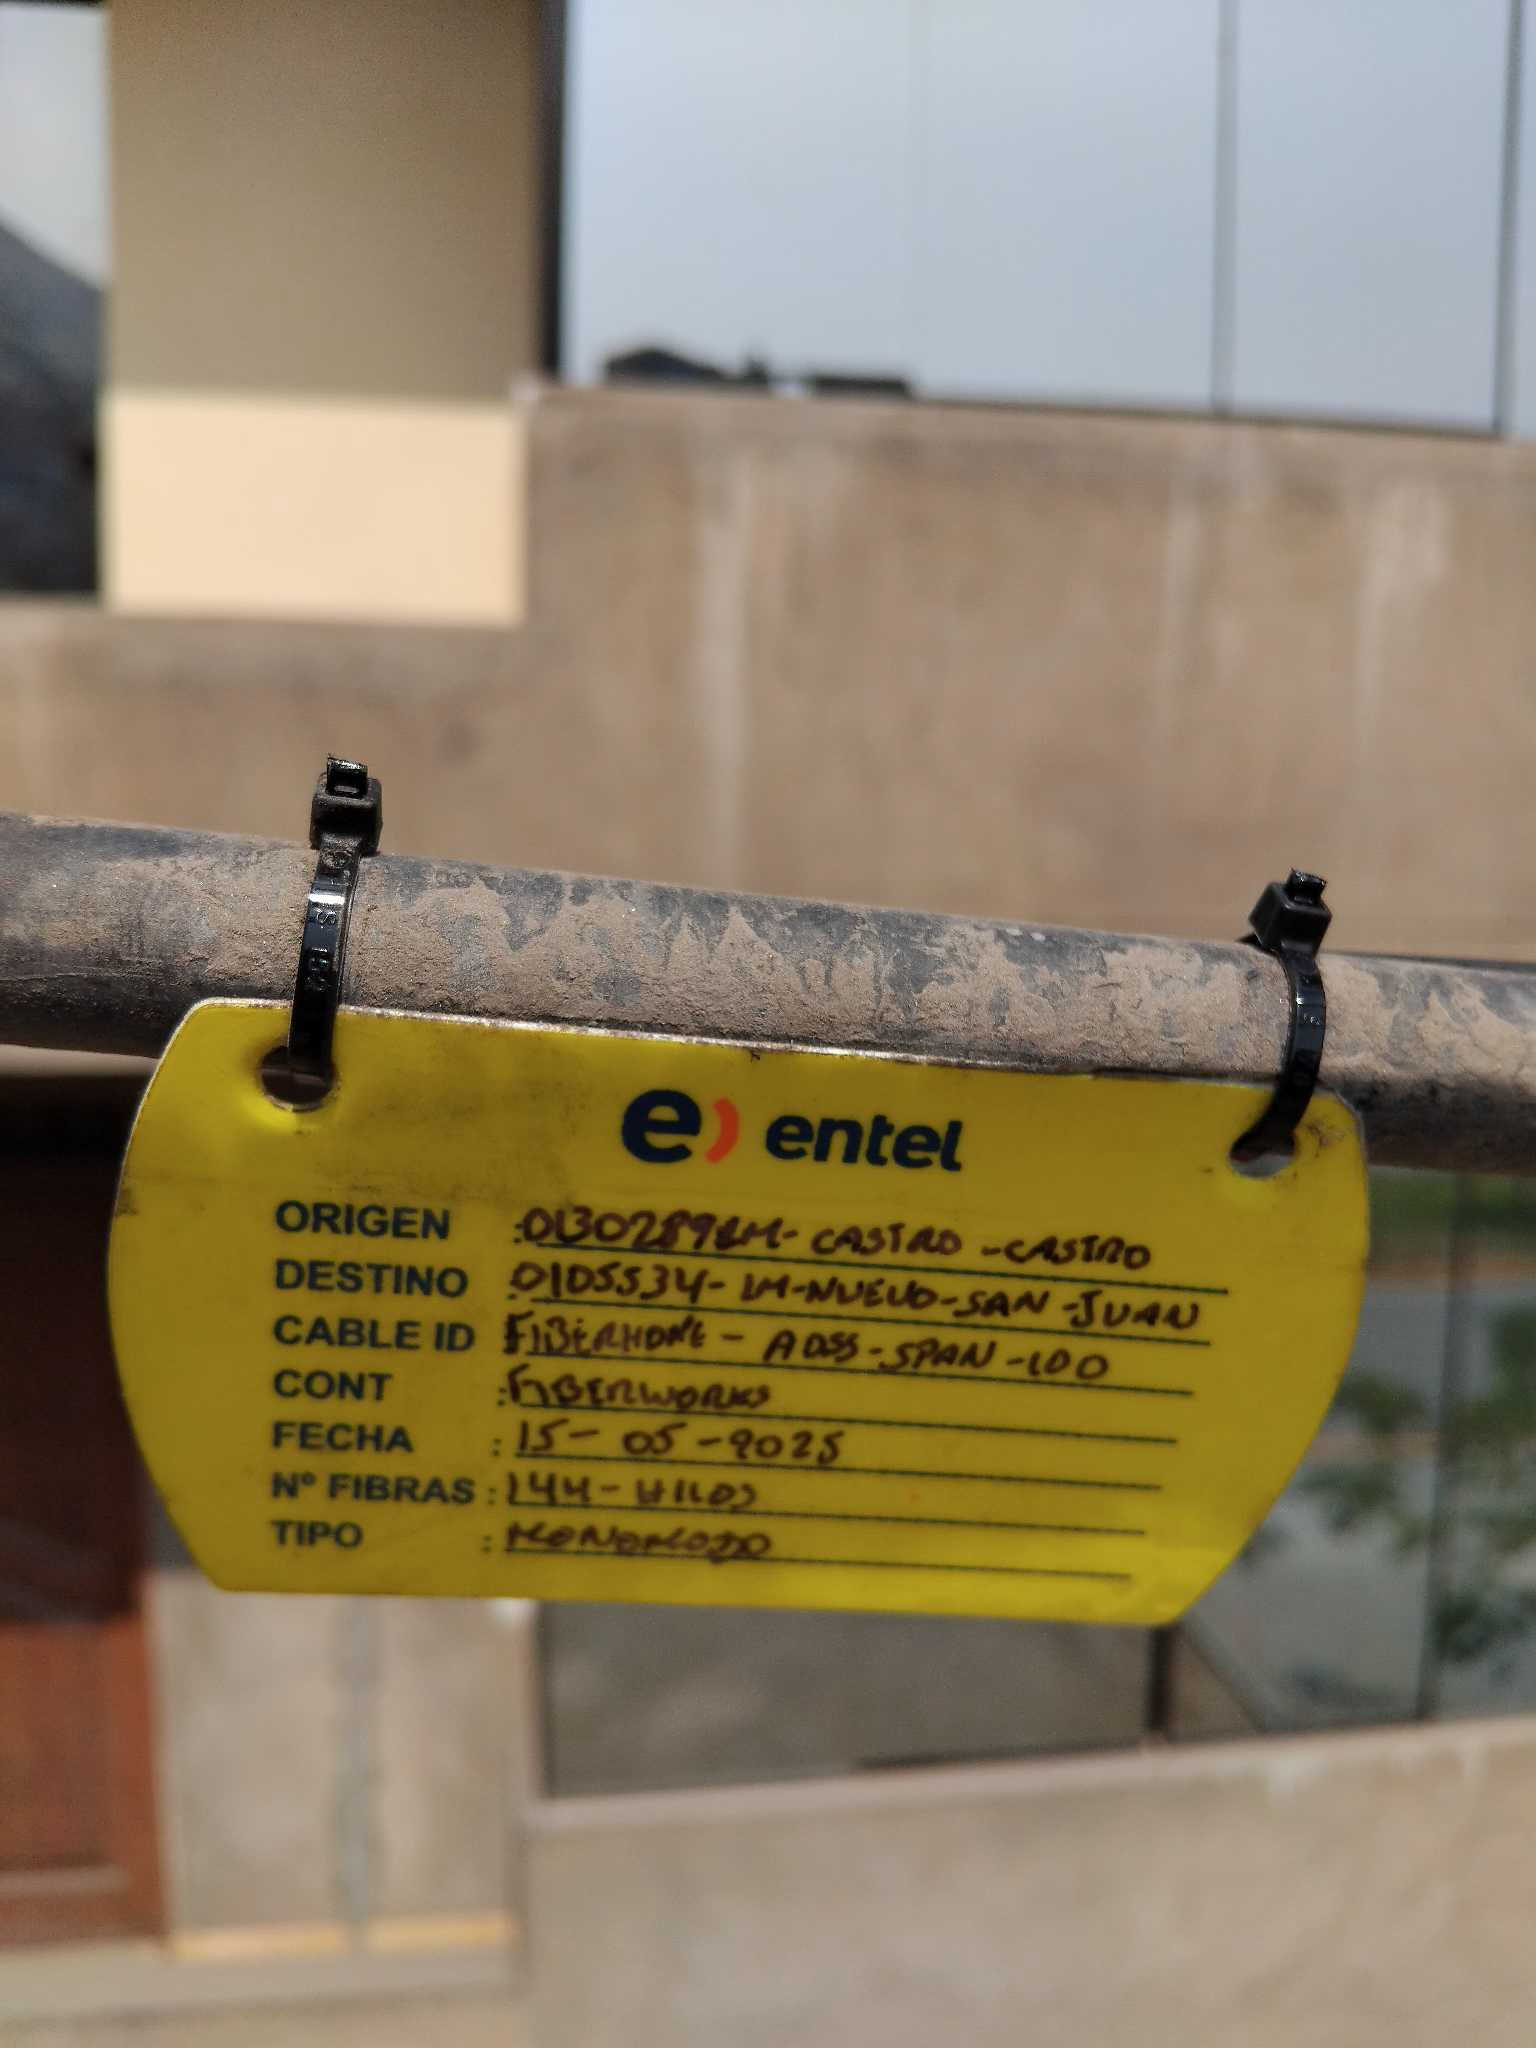 e) entel
ORIGEN : 0130289LM - CASTRO - CASTRO
DESTINO : 0105534 - LM - NUEVO - SAN - JUAN
CABLE ID FIBERHOME - ADSS - SPAN - 100
CONT : FIBERWORKS
FECHA : 15 - 05 - 2025
Nº FIBRAS : 144 - HILOS
TIPO : MONOMODO